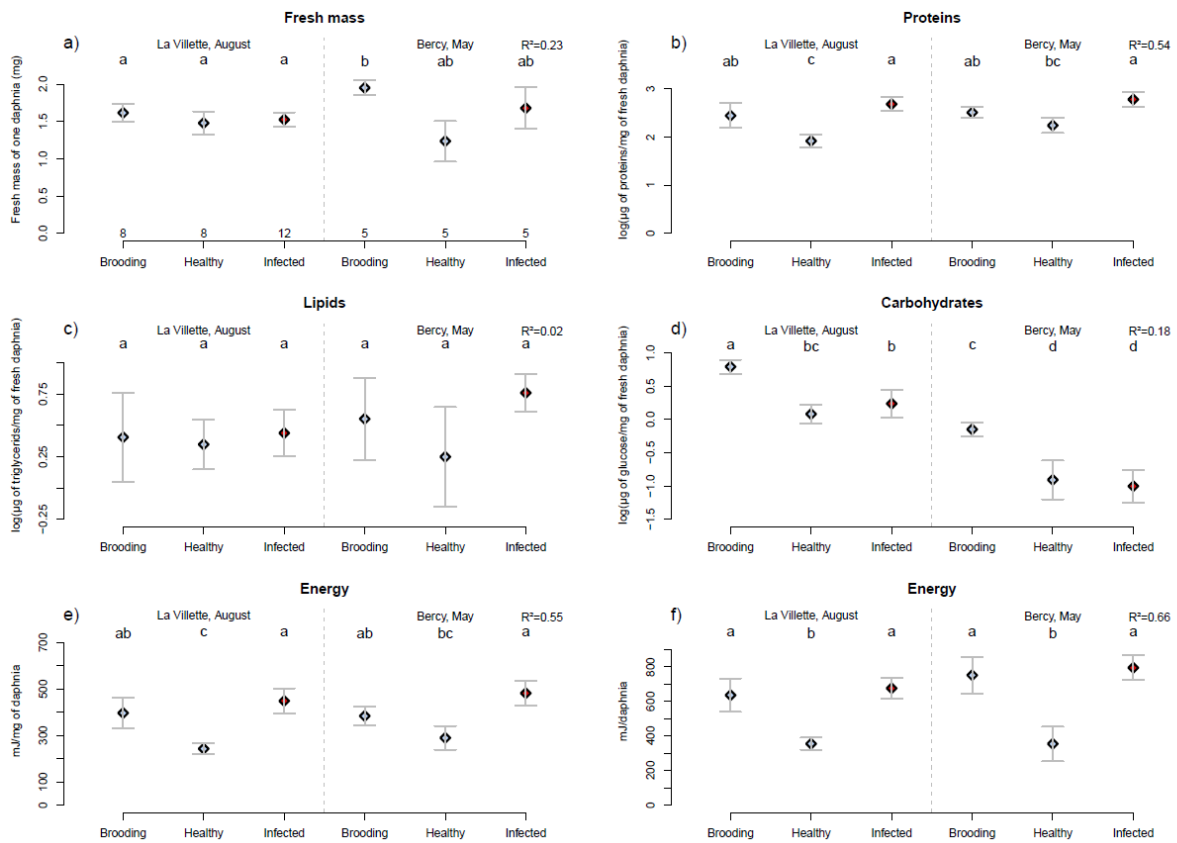 Fresh mass
a) La Villette, August Bercy, May R²=0.23
a a a b ab ab
Fresh mass of one daphnia (mg)
2.0
1.5
1.0
0.5
0.0
8 8 12 5 5 5
Brooding Healthy Infected Brooding Healthy Infected
Proteins
b) La Villette, August Bercy, May R²=0.54
ab c a ab bc a
log(µg of proteins/mg of fresh daphnia)
3
2
1
0
Brooding Healthy Infected Brooding Healthy Infected
Lipids
c) La Villette, August Bercy, May R²=0.02
a a a a a a
log(µg of triglycerids/mg of fresh daphnia)
0.75
0.25
−0.25
Brooding Healthy Infected Brooding Healthy Infected
Carbohydrates
d) La Villette, August Bercy, May R²=0.18
a bc b c d d
log(µg of glucose/mg of fresh daphnia)
1.0
0.5
0.0
−0.5
−1.0
−1.5
Brooding Healthy Infected Brooding Healthy Infected
Energy
e) La Villette, August Bercy, May R²=0.55
ab c a ab bc a
mJ/mg of daphnia
700
500
300
100
0
Brooding Healthy Infected Brooding Healthy Infected
Energy
f) La Villette, August Bercy, May R²=0.66
a b a a b a
mJ/daphnia
800
600
400
200
0
Brooding Healthy Infected Brooding Healthy Infected